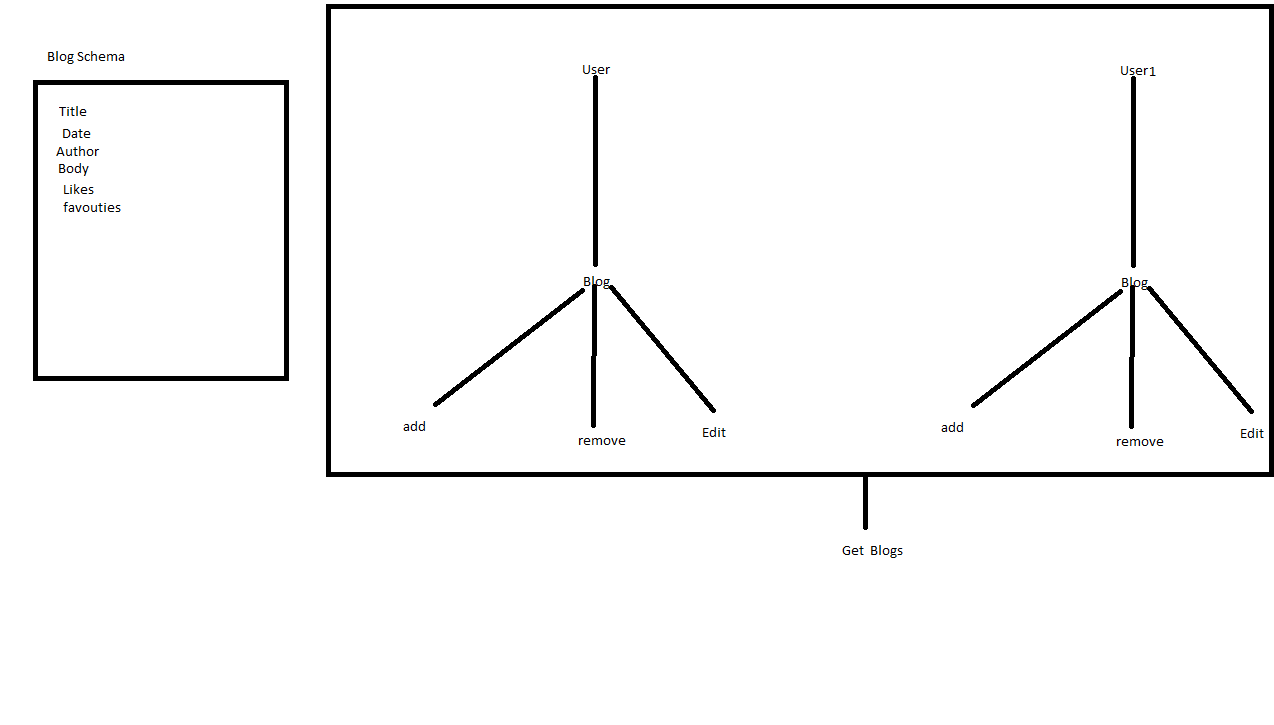 Blog Schema
Title
Date
Author
Body
Likes
favouties
User
User1
Blog
Blog
add
remove
Edit
add
remove
Edit
Get Blogs